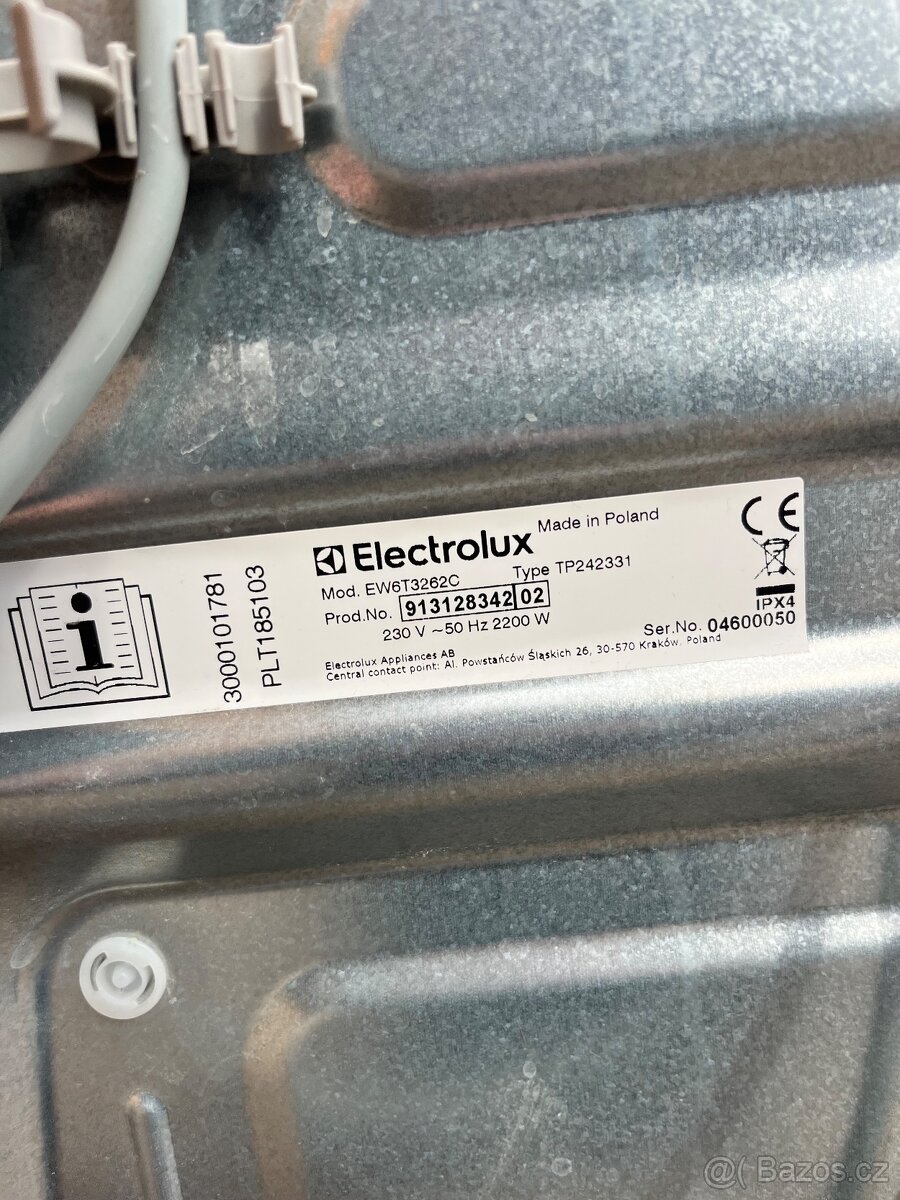 3000101781
PLT185103
Electrolux
Made in Poland
Mod. EW6T3262C
Type TP242331
Prod.No. 913128342 02
230 V ~50 Hz 2200 W
Electrolux Appliances AB
Central contact point: Al. Powstańców Śląskich 26, 30-570 Kraków. Poland
CE
IPX4
Ser.No. 04600050
@( Bazos.cz